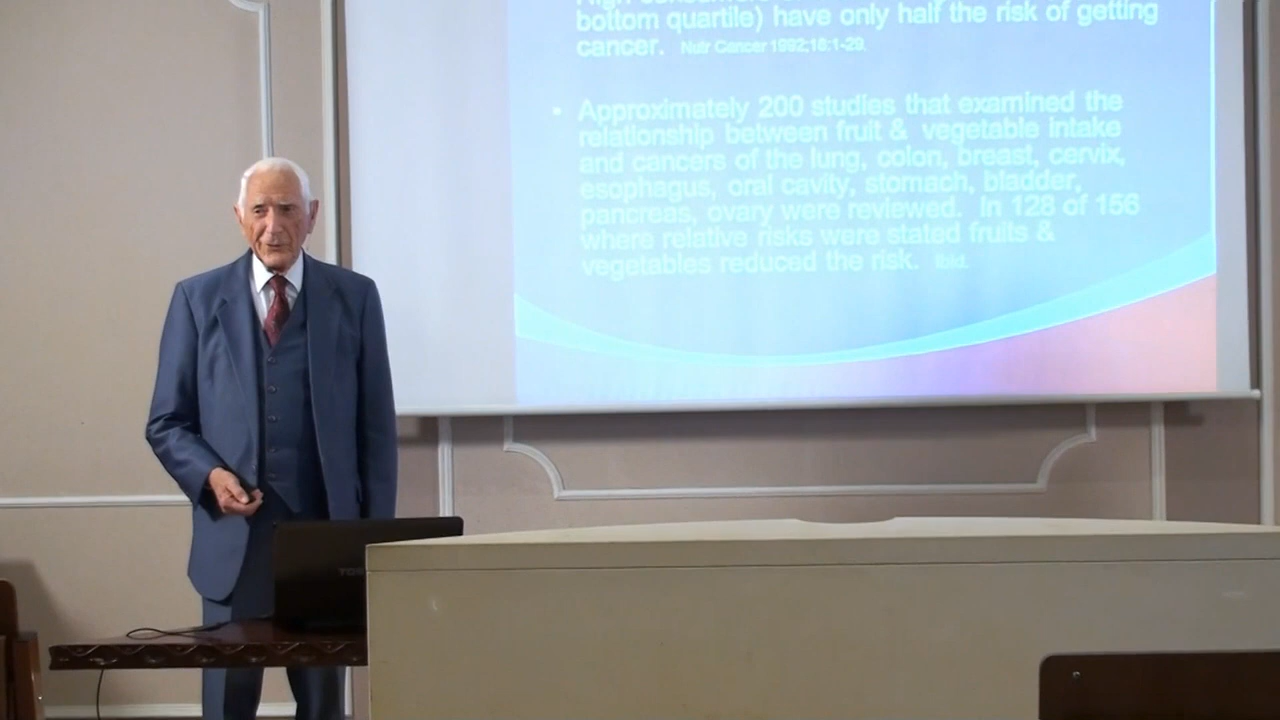 bottom quartile) have only half the risk of getting
cancer. Nutr Cancer 1992;18:1-29.
• Approximately 200 studies that examined the
relationship between fruit & vegetable intake
and cancers of the lung, colon, breast, cervix,
esophagus, oral cavity, stomach, bladder,
pancreas, ovary were reviewed. In 128 of 156
where relative risks were stated fruits &
vegetables reduced the risk. Ibid.